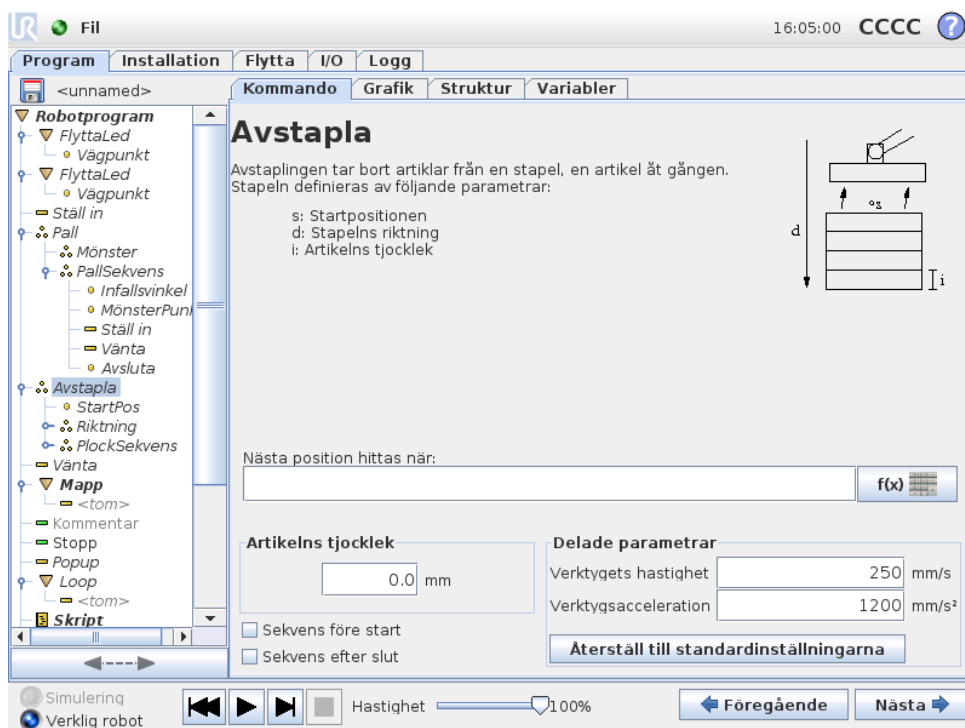 UR Fil 16:05:00 CCCC ?
Program Installation Flytta I/O Logg
<unnamed>
Kommando Grafik Struktur Variabler
Robotprogram
FlyttaLed
Vägpunkt
FlyttaLed
Vägpunkt
Ställ in
Pall
Mönster
PallSekvens
Infallsvinkel
MönsterPunl
Ställ in
Vänta
Avsluta
Avstapla
StartPos
Riktning
PlockSekvens
Vänta
Mapp
<tom>
Kommentar
Stopp
Popup
Loop
<tom>
Skript
Avstapla
Avstaplingen tar bort artiklar från en stapel, en artikel åt gången.
Stapeln definieras av följande parametrar:
s: Startpositionen
d: Stapelns riktning
i: Artikelns tjocklek
s
d
i
Nästa position hittas när:
f(x)
Artikelns tjocklek
0.0 mm
Sekvens före start
Sekvens efter slut
Delade parametrar
Verktygets hastighet 250 mm/s
Verktygsacceleration 1200 mm/s²
Återställ till standardinställningarna
Simulering
Verklig robot
Hastighet 100%
Föregående
Nästa